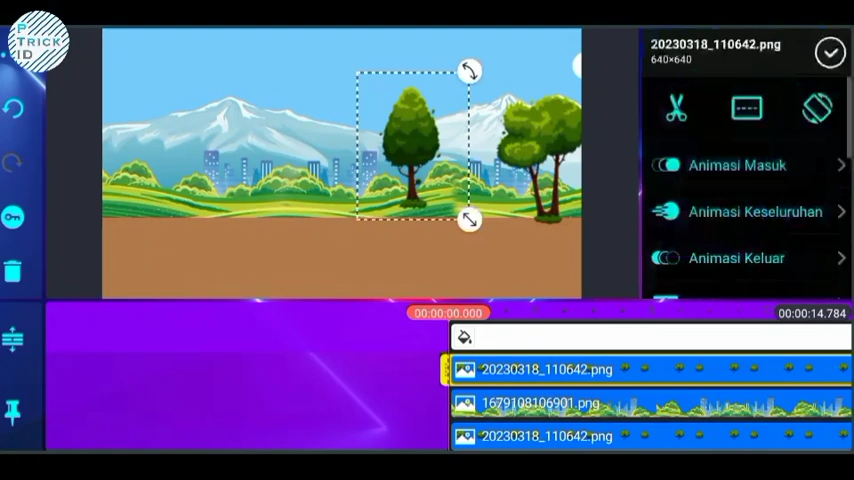 P
TRICK
ID
20230318_110642.png
640×640
Animasi Masuk
Animasi Keseluruhan
Animasi Keluar
00:00:00.000
00:00:14.784
20230318_110642.png
1679108106901.png
20230318_110642.png